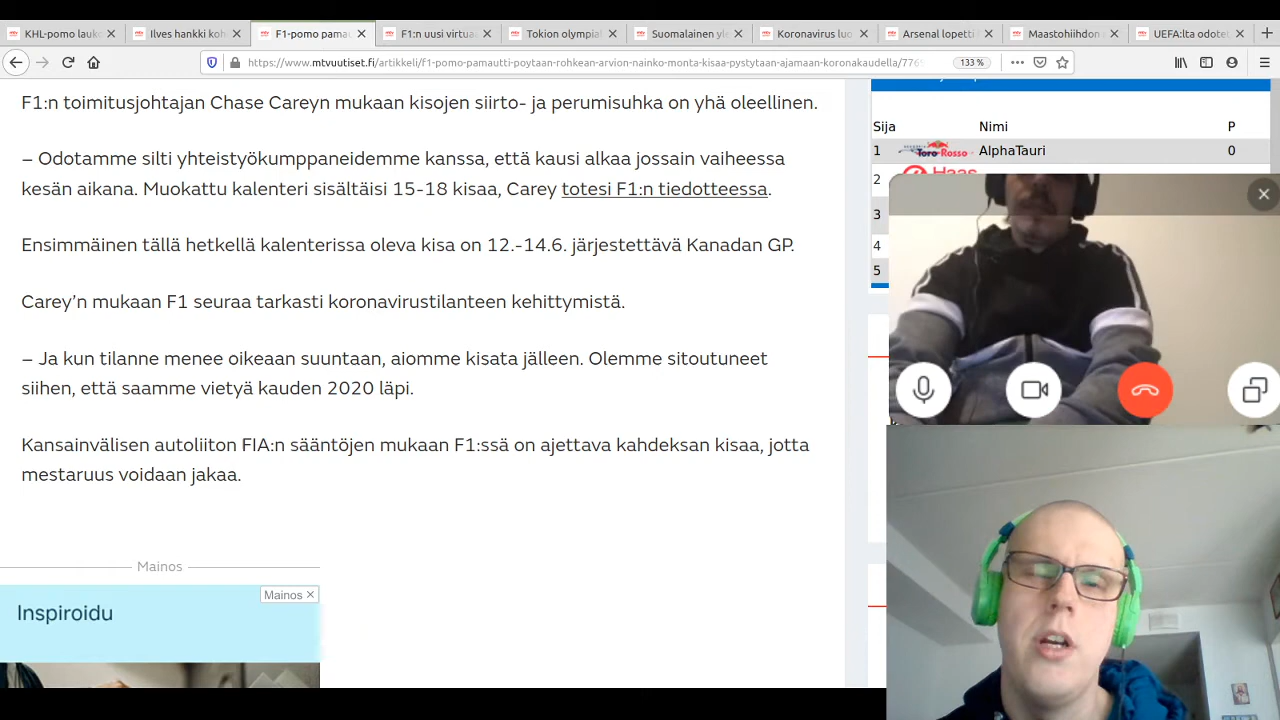 KHL-pomo lauko
Ilves hankki koh
F1-pomo pama
F1:n uusi virtua
Tokion olympia
Suomalainen yle
Koronavirus luo
Arsenal lopetti
Maastohiihdon
UEFA:lta odotet
https://www.mtvuutiset.fi/artikkeli/f1-pomo-pamautti-poytaan-rohkean-arvion-nainko-monta-kisaa-pystytaan-ajamaan-koronakaudella/776
133 %
F1:n toimitusjohtajan Chase Careyn mukaan kisojen siirto- ja perumisuhka on yhä oleellinen.
– Odotamme silti yhteistyökumppaneidemme kanssa, että kausi alkaa jossain vaiheessa
kesän aikana. Muokattu kalenteri sisältäisi 15-18 kisaa, Carey totesi F1:n tiedotteessa.
Ensimmäinen tällä hetkellä kalenterissa oleva kisa on 12.-14.6. järjestettävä Kanadan GP.
Carey’n mukaan F1 seuraa tarkasti koronavirustilanteen kehittymistä.
– Ja kun tilanne menee oikeaan suuntaan, aiomme kisata jälleen. Olemme sitoutuneet
siihen, että saamme vietyä kauden 2020 läpi.
Kansainvälisen autoliiton FIA:n sääntöjen mukaan F1:ssä on ajettava kahdeksan kisaa, jotta
mestaruus voidaan jakaa.
Mainos
Mainos
Inspiroidu
Sija Nimi P
1 Toro Rosso AlphaTauri 0
2 Haas
3
4
5